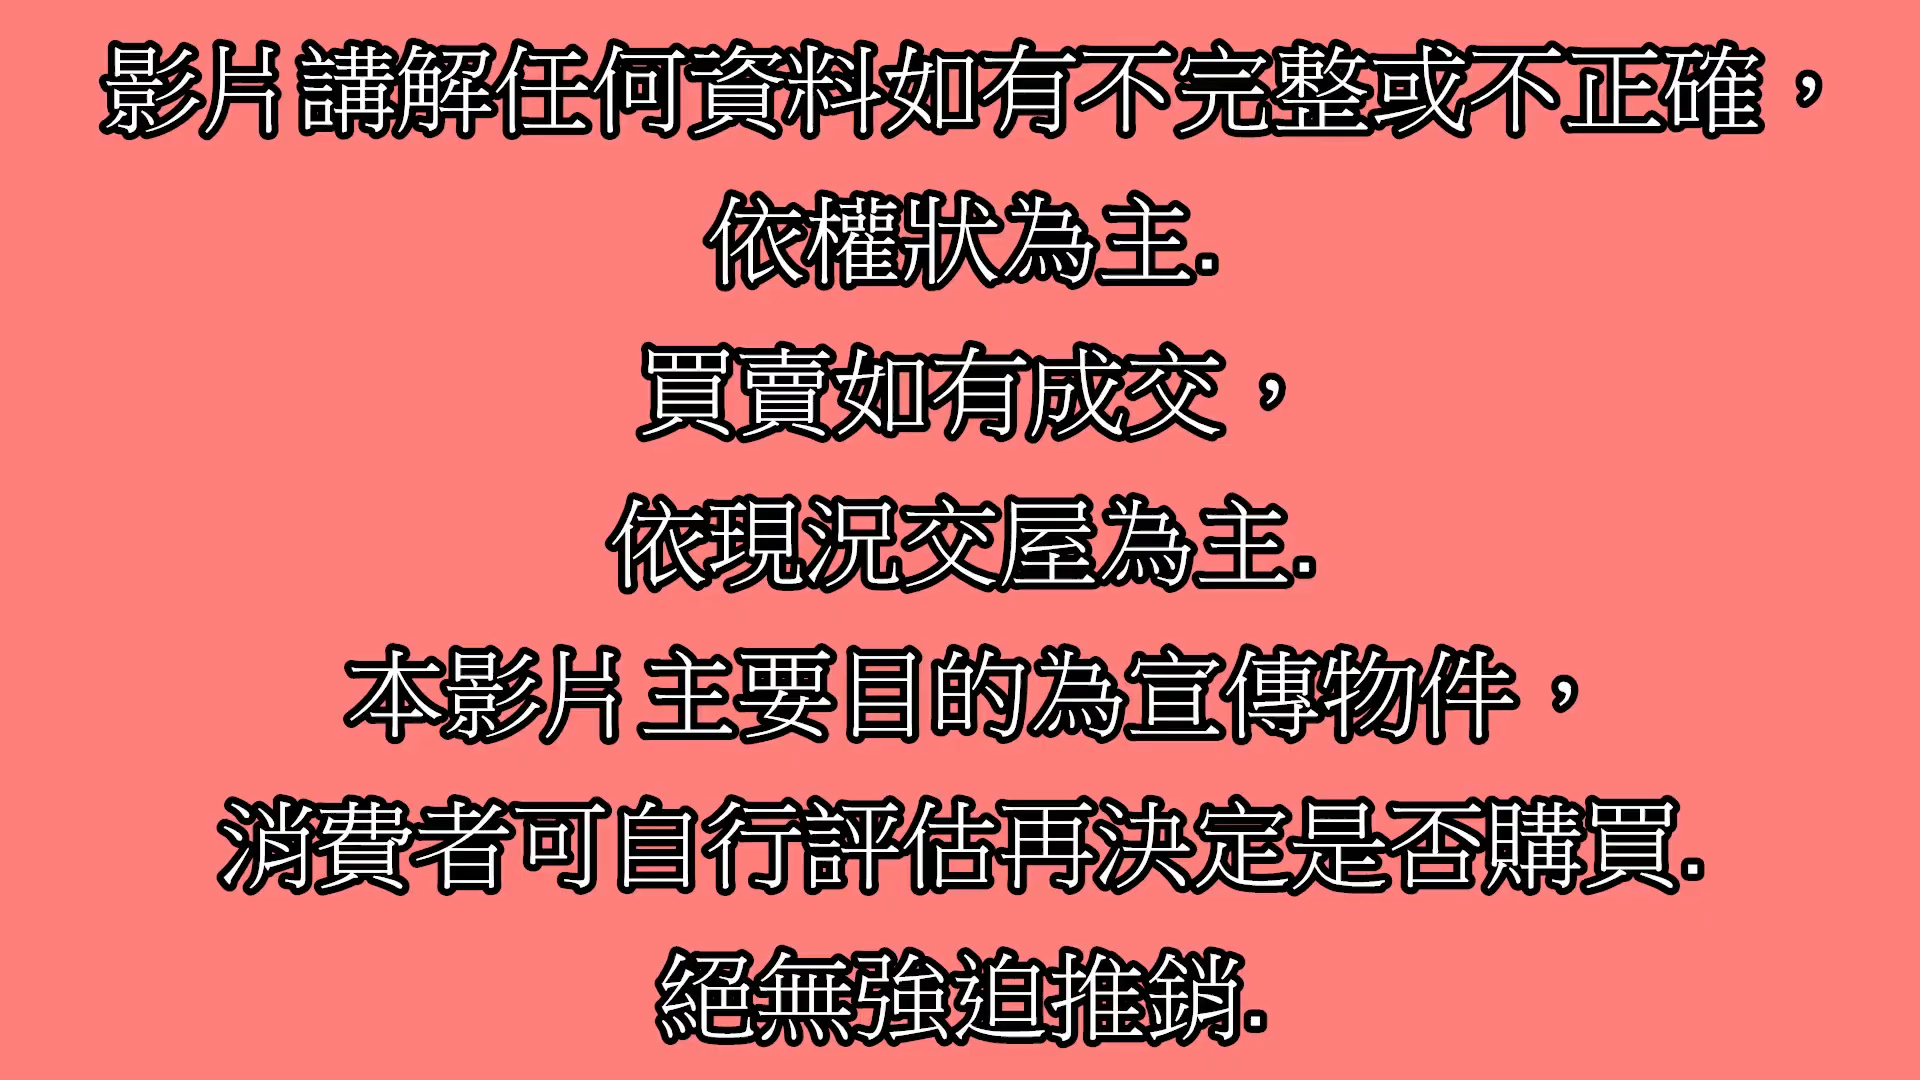 影片講解任何資料如有不完整或不正確，
依權狀為主.
買賣如有成交，
依現況交屋為主.
本影片主要目的為宣傳物件，
消費者可自行評估再決定是否購買.
絕無強迫推銷.